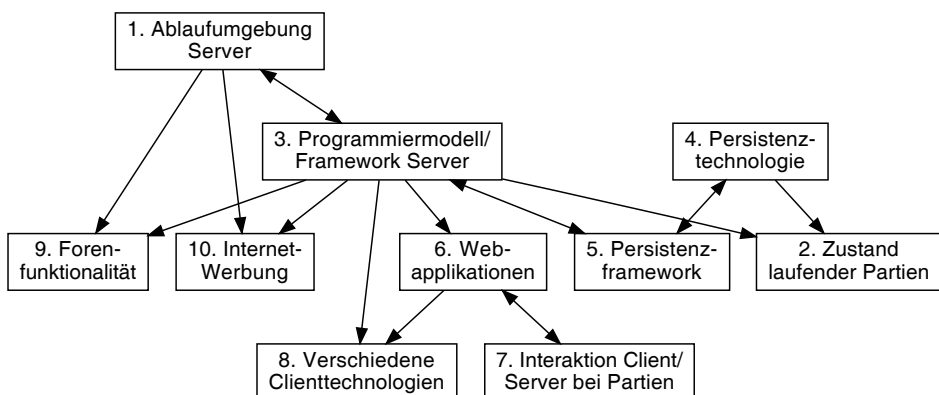 1. Ablaufumgebung
Server
3. Programmiermodell/
Framework Server
4. Persistenz-
technologie
9. Foren-
funktionalität
10. Internet-
Werbung
6. Web-
applikationen
5. Persistenz-
framework
2. Zustand
laufender Partien
8. Verschiedene
Clienttechnologien
7. Interaktion Client/
Server bei Partien